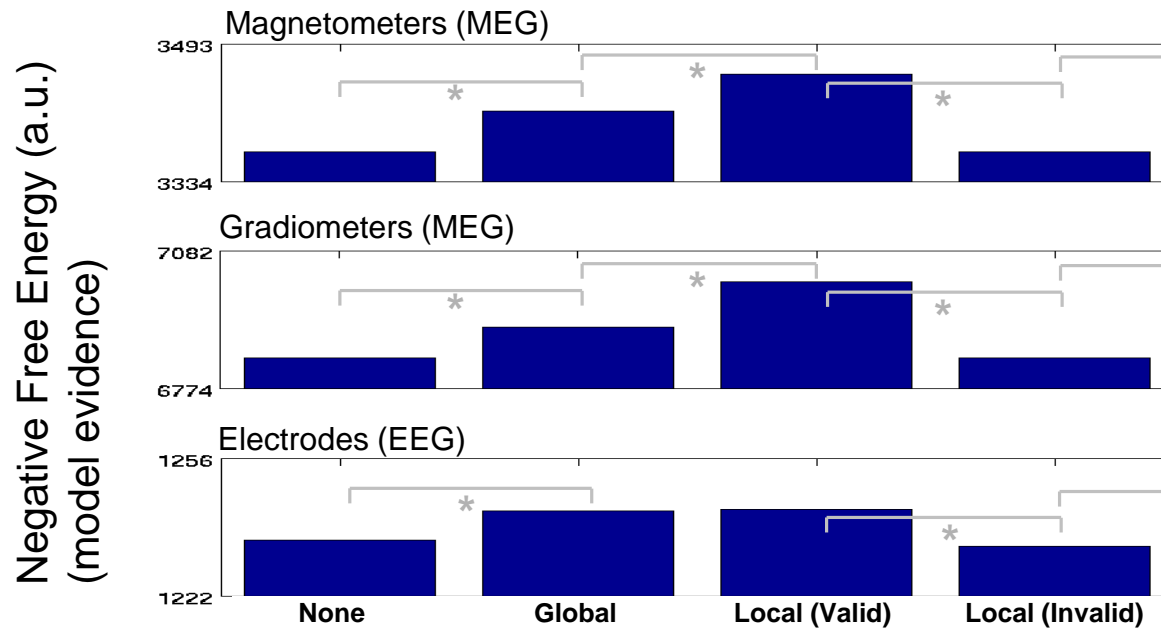 Negative Free Energy (a.u.)
(model evidence)
Magnetometers (MEG)
3493
*
*
*
3334
Gradiometers (MEG)
7082
*
*
*
6774
Electrodes (EEG)
1256
*
*
1222
None Global Local (Valid) Local (Invalid)